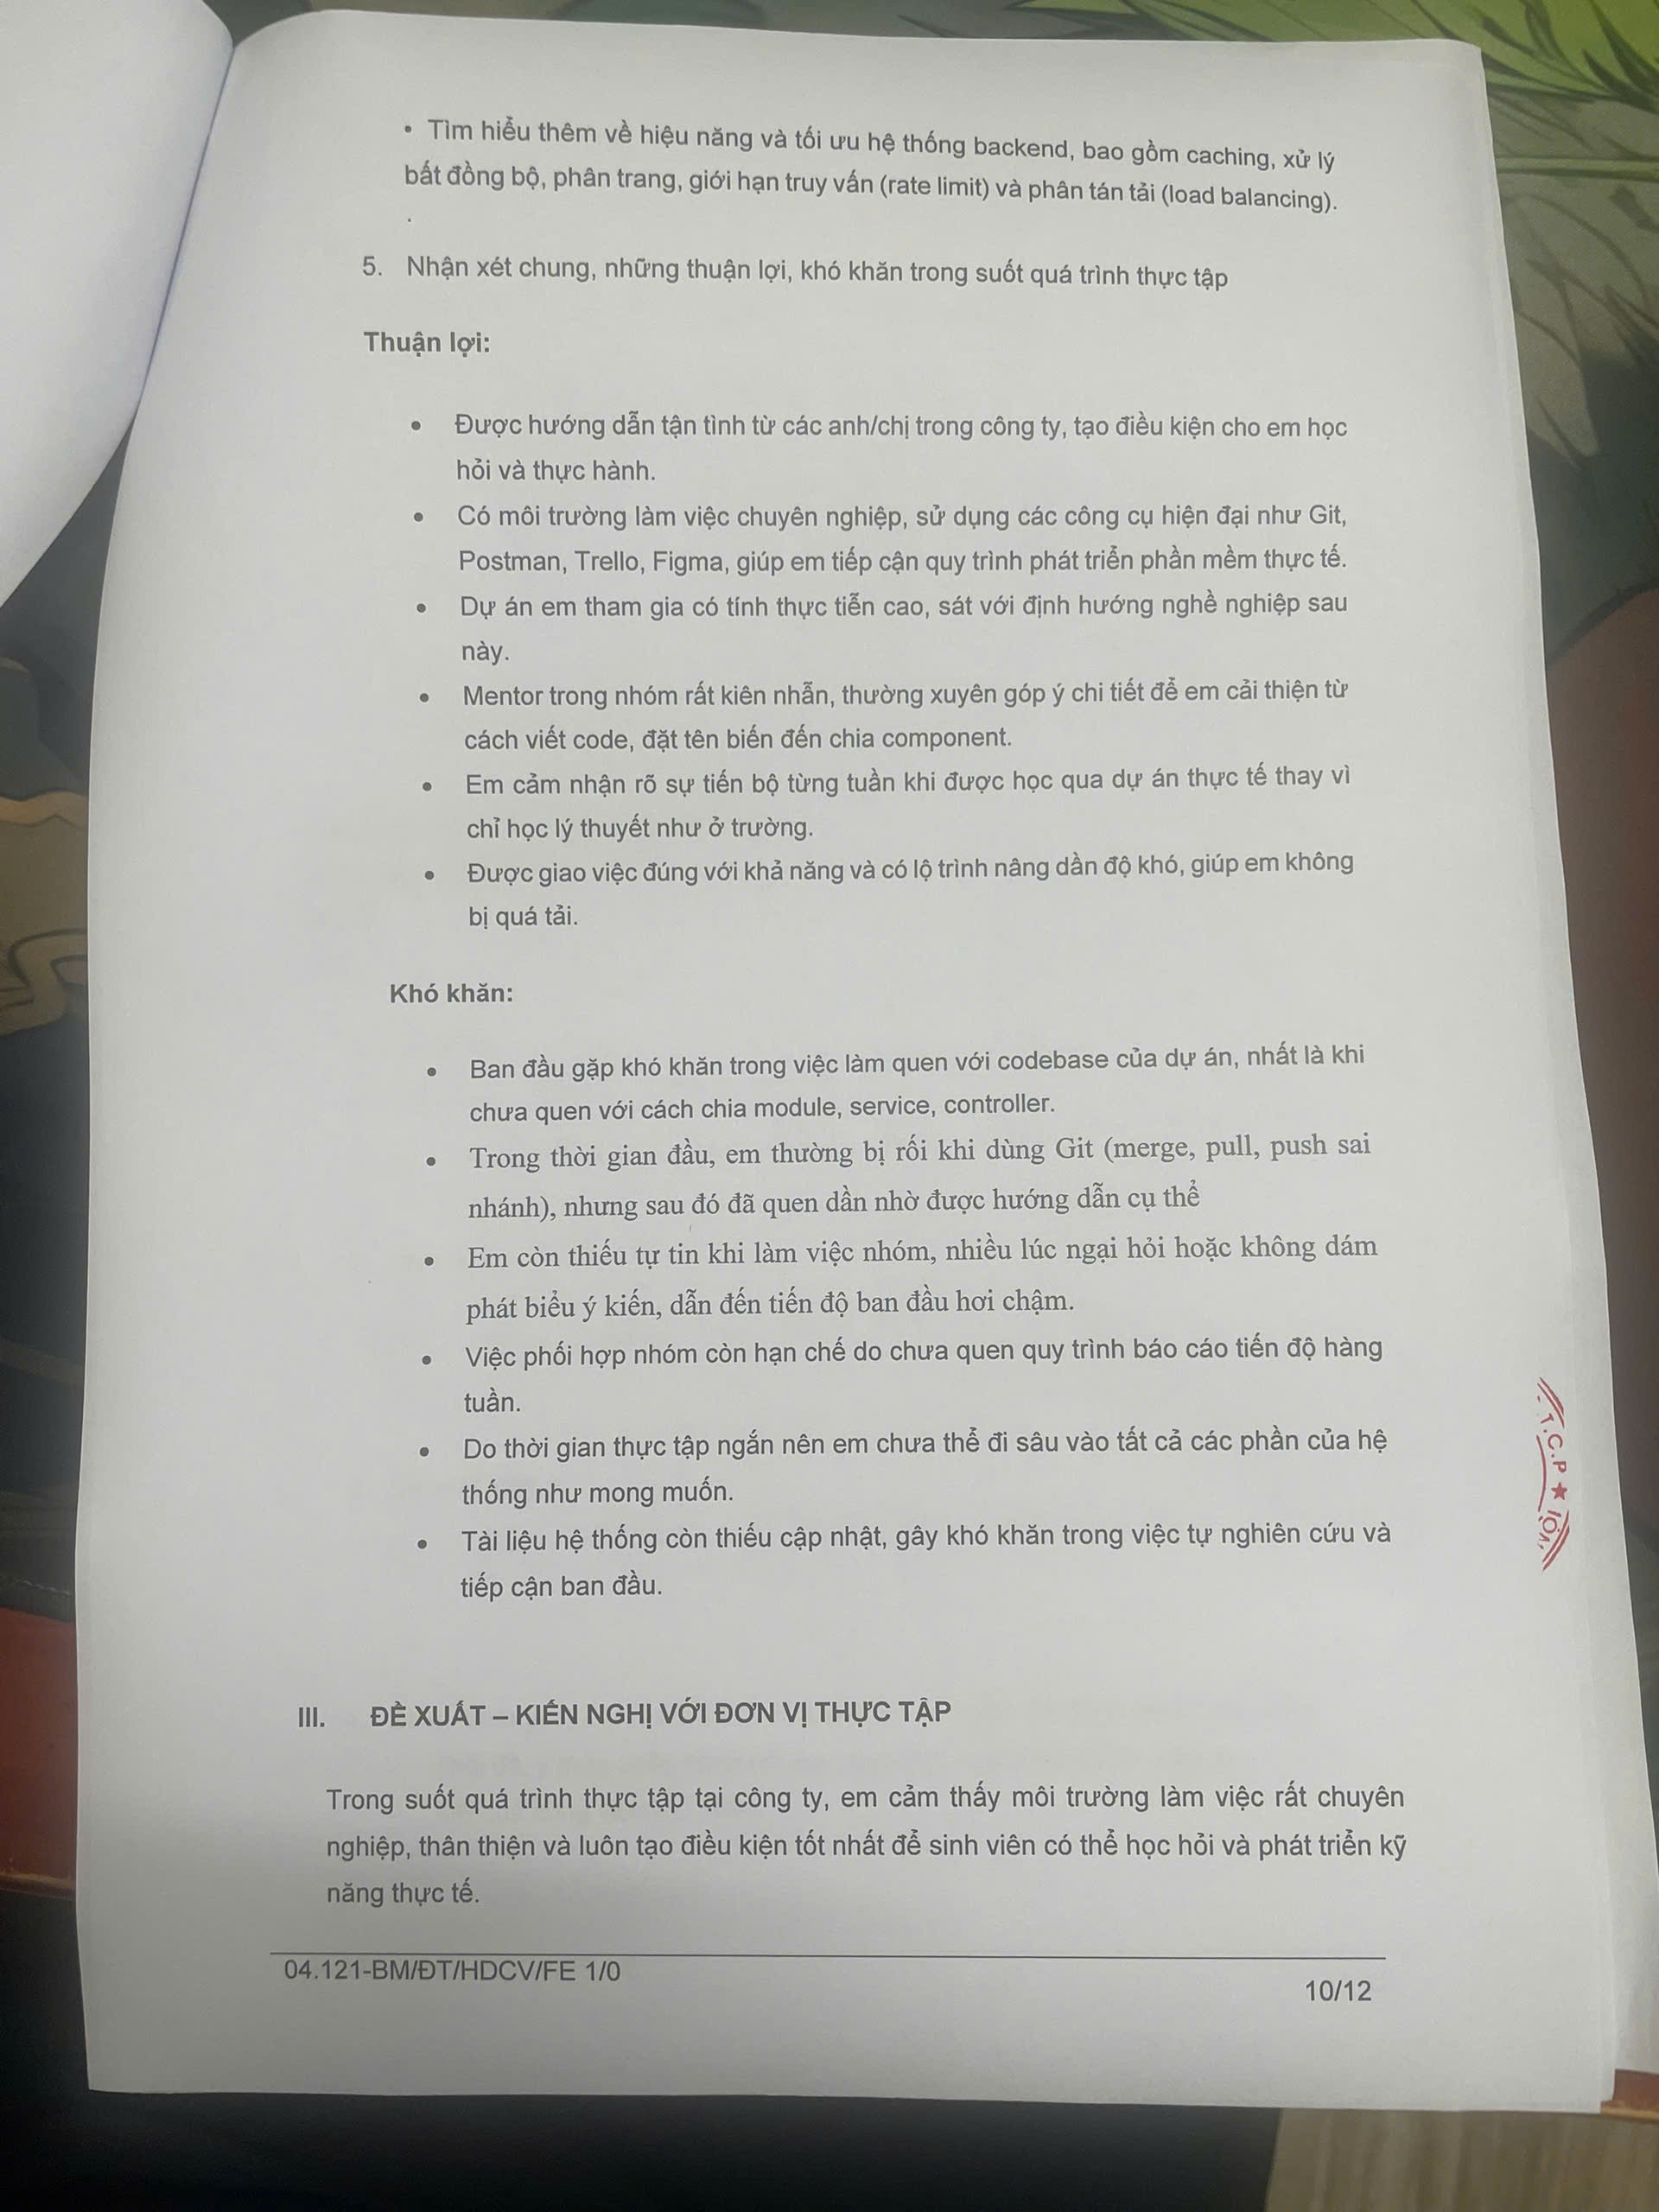 • Tìm hiểu thêm về hiệu năng và tối ưu hệ thống backend, bao gồm caching, xử lý
bất đồng bộ, phân trang, giới hạn truy vấn (rate limit) và phân tán tải (load balancing).
.
5. Nhận xét chung, những thuận lợi, khó khăn trong suốt quá trình thực tập
Thuận lợi:
• Được hướng dẫn tận tình từ các anh/chị trong công ty, tạo điều kiện cho em học
hỏi và thực hành.
• Có môi trường làm việc chuyên nghiệp, sử dụng các công cụ hiện đại như Git,
Postman, Trello, Figma, giúp em tiếp cận quy trình phát triển phần mềm thực tế.
• Dự án em tham gia có tính thực tiễn cao, sát với định hướng nghề nghiệp sau
này.
• Mentor trong nhóm rất kiên nhẫn, thường xuyên góp ý chi tiết để em cải thiện từ
cách viết code, đặt tên biến đến chia component.
• Em cảm nhận rõ sự tiến bộ từng tuần khi được học qua dự án thực tế thay vì
chỉ học lý thuyết như ở trường.
• Được giao việc đúng với khả năng và có lộ trình nâng dần độ khó, giúp em không
bị quá tải.
Khó khăn:
• Ban đầu gặp khó khăn trong việc làm quen với codebase của dự án, nhất là khi
chưa quen với cách chia module, service, controller.
• Trong thời gian đầu, em thường bị rối khi dùng Git (merge, pull, push sai
nhánh), nhưng sau đó đã quen dần nhờ được hướng dẫn cụ thể
• Em còn thiếu tự tin khi làm việc nhóm, nhiều lúc ngại hỏi hoặc không dám
phát biểu ý kiến, dẫn đến tiến độ ban đầu hơi chậm.
• Việc phối hợp nhóm còn hạn chế do chưa quen quy trình báo cáo tiến độ hàng
tuần.
• Do thời gian thực tập ngắn nên em chưa thể đi sâu vào tất cả các phần của hệ
thống như mong muốn.
• Tài liệu hệ thống còn thiếu cập nhật, gây khó khăn trong việc tự nghiên cứu và
tiếp cận ban đầu.
T.C.P
III. ĐỀ XUẤT – KIẾN NGHỊ VỚI ĐƠN VỊ THỰC TẬP
Trong suốt quá trình thực tập tại công ty, em cảm thấy môi trường làm việc rất chuyên
nghiệp, thân thiện và luôn tạo điều kiện tốt nhất để sinh viên có thể học hỏi và phát triển kỹ
năng thực tế.
04.121-BM/ĐT/HDCV/FE 1/0
10/12